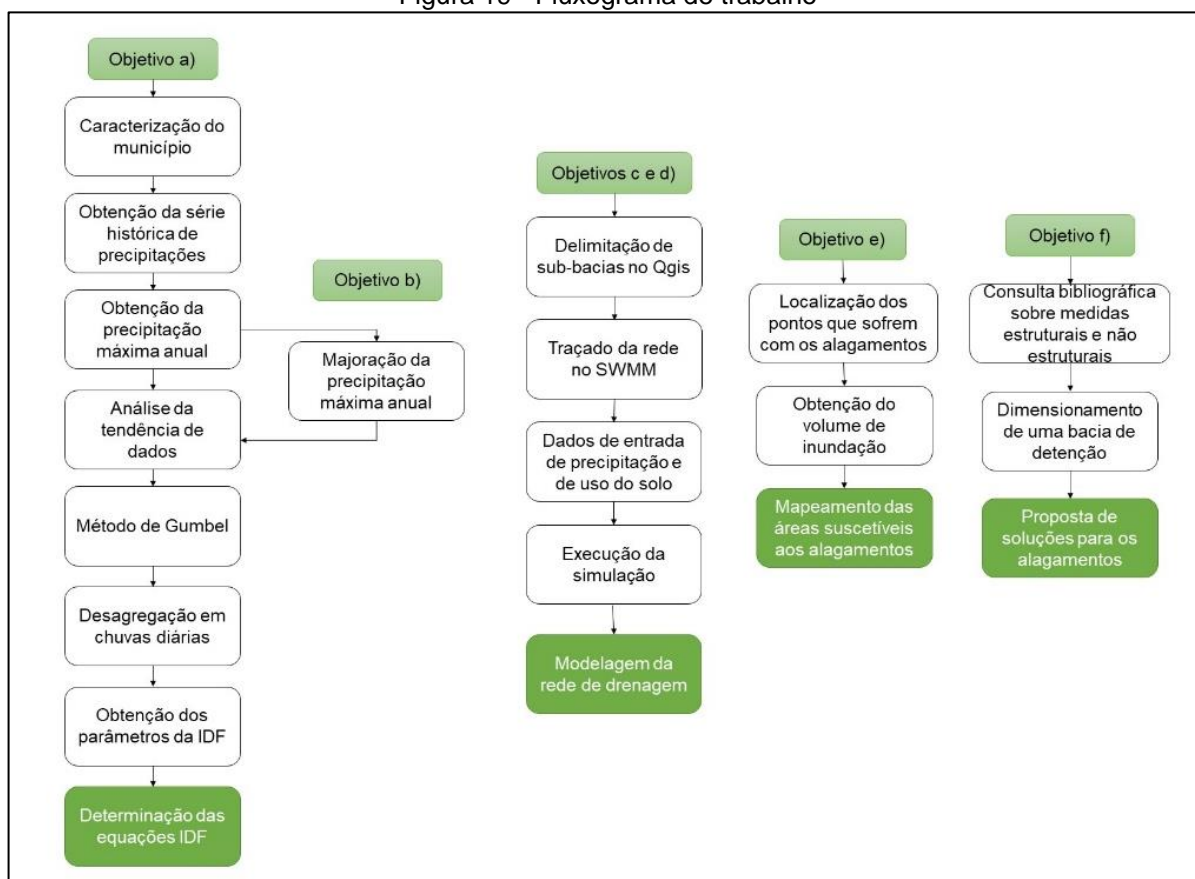 Figura - Fluxograma do trabalho
Objetivo a)
Caracterização do
município
Obtenção da série
histórica de
precipitações
Obtenção da
precipitação
máxima anual
Análise da
tendência de
dados
Método de Gumbel
Desagregação em
chuvas diárias
Obtenção dos
parâmetros da IDF
Determinação das
equações IDF
Objetivo b)
Majoração da
precipitação
máxima anual
Objetivos c e d)
Delimitação de
sub-bacias no Qgis
Traçado da rede
no SWMM
Dados de entrada
de precipitação e
de uso do solo
Execução da
simulação
Modelagem da
rede de drenagem
Objetivo e)
Localização dos
pontos que sofrem
com os alagamentos
Obtenção do
volume de
inundação
Mapeamento das
áreas suscetíveis
aos alagamentos
Objetivo f)
Consulta bibliográfica
sobre medidas
estruturais e não
estruturais
Dimensionamento
de uma bacia de
detenção
Proposta de
soluções para os
alagamentos